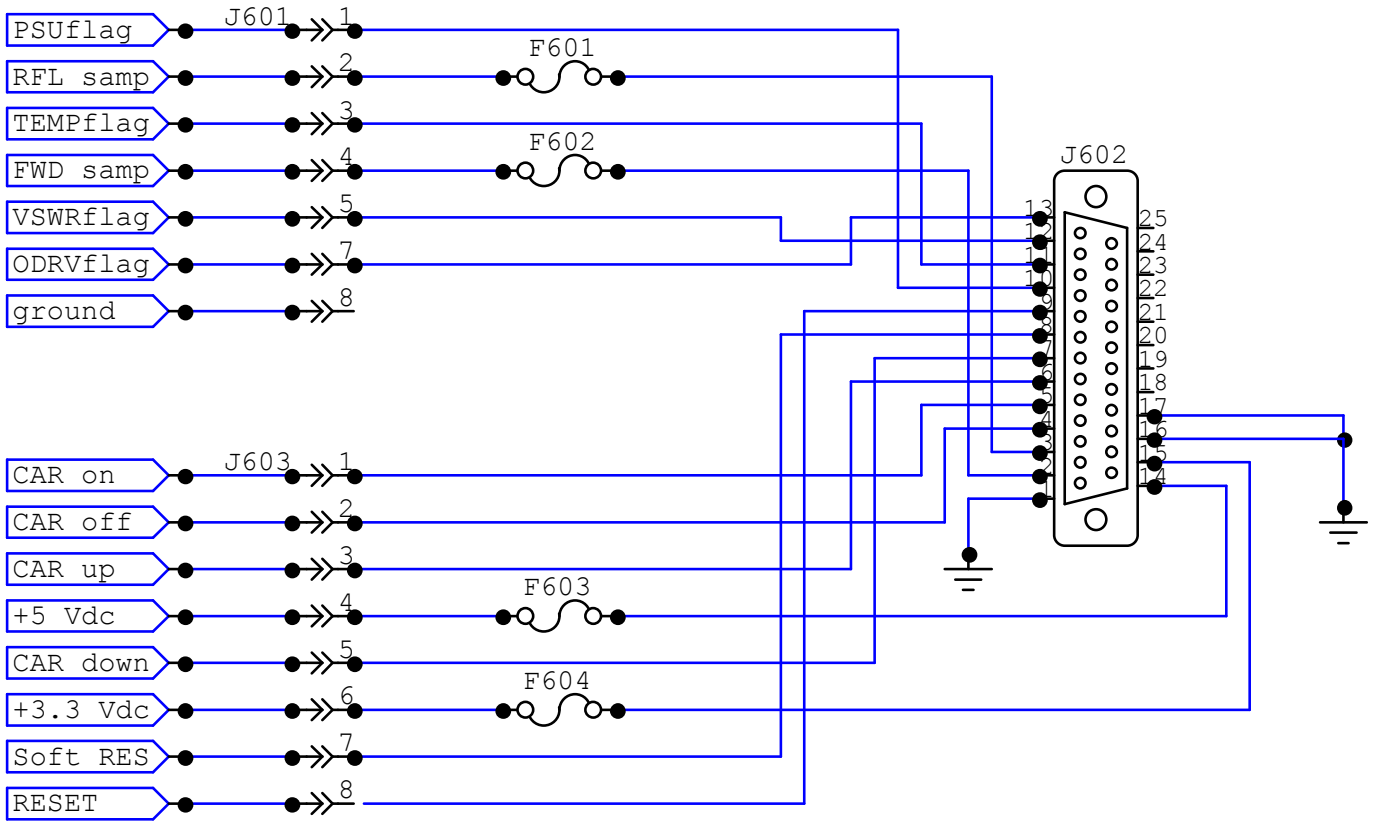 PSUflag J601 1
F601
RFL samp 2
TEMPflag 3
F602
FWD samp 4
J602
VSWRflag 5
ODRVflag 7
ground 8
13
12
11
10
9
8
7
6
5
4
3
2
1
25
24
23
22
21
20
19
18
17
16
15
14
CAR on J603 1
CAR off 2
CAR up 3
F603
+5 Vdc 4
CAR down 5
F604
+3.3 Vdc 6
Soft RES 7
RESET 8